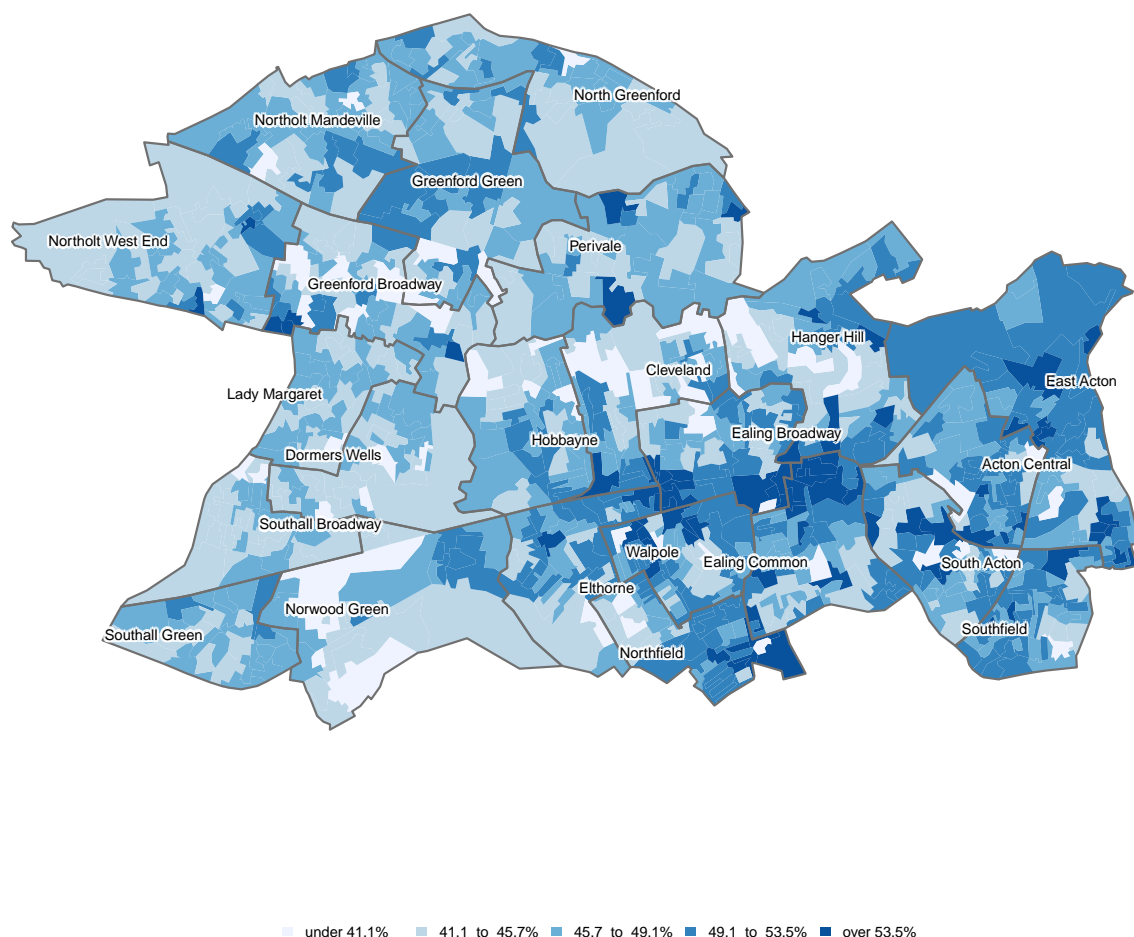 North Greenford
Northolt Mandeville
Greenford Green
Northolt West End
Perivale
Greenford Broadway
Hanger Hill
Cleveland
East Acton
Lady Margaret
Ealing Broadway
Hobbayne
Dormers Wells
Acton Central
Southall Broadway
Walpole
Ealing Common
South Acton
Elthorne
Norwood Green
Southfield
Southall Green
Northfield
under 41.1% 41.1 to 45.7% 45.7 to 49.1% 49.1 to 53.5% over 53.5%